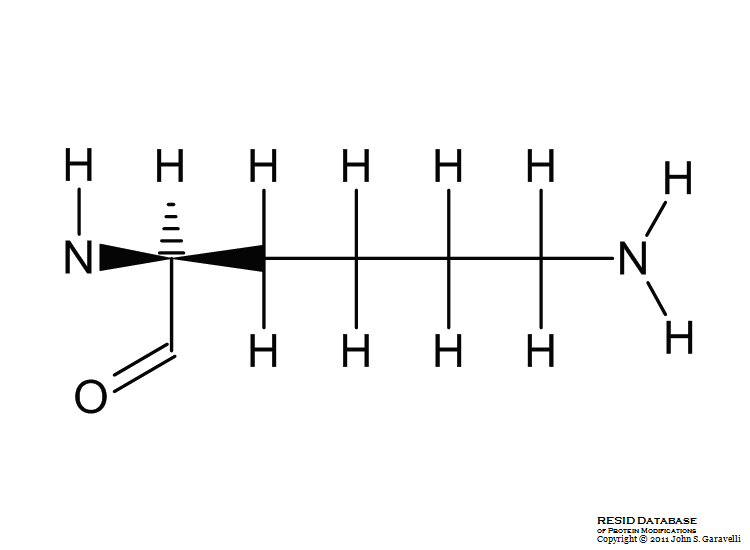 H H H H H H H
N N
H H H H H
O
RESID DATABASE
OF PROTEIN MODIFICATIONS
Copyright © 2011 John S. Garavelli